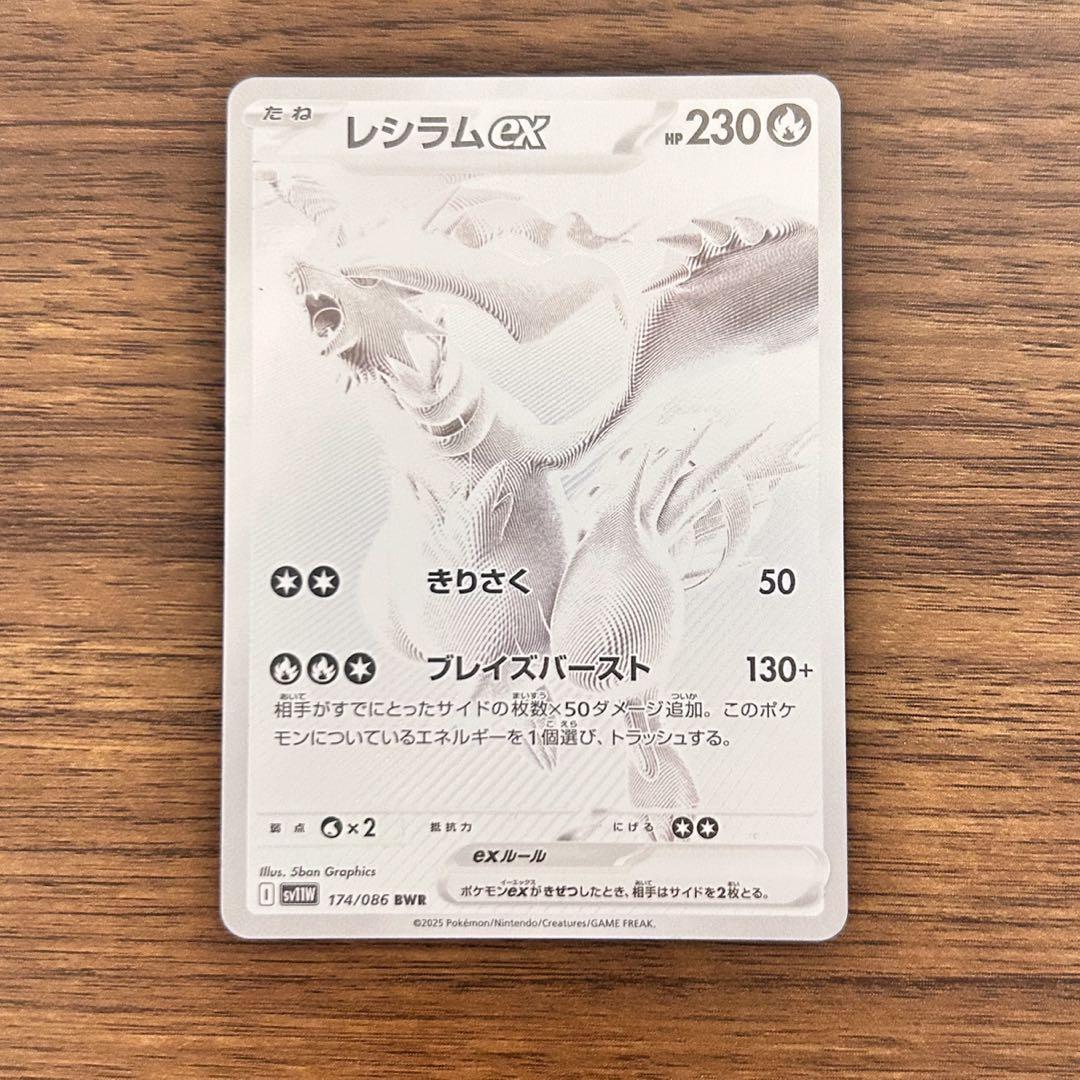 たね
レシラムex
HP 230
きりさく 50
ブレイズバースト 130+
相手がすでにとったサイドの枚数×50ダメージ追加。このポケ
モンについているエネルギーを1個選び、トラッシュする。
弱点 ×2 抵抗力 にげる
exルール
ポケモンexがきぜつしたとき、相手はサイドを2枚とる。
Illus. 5ban Graphics
I SV11W 174/086 BWR
©2025 Pokémon/Nintendo/Creatures/GAME FREAK.